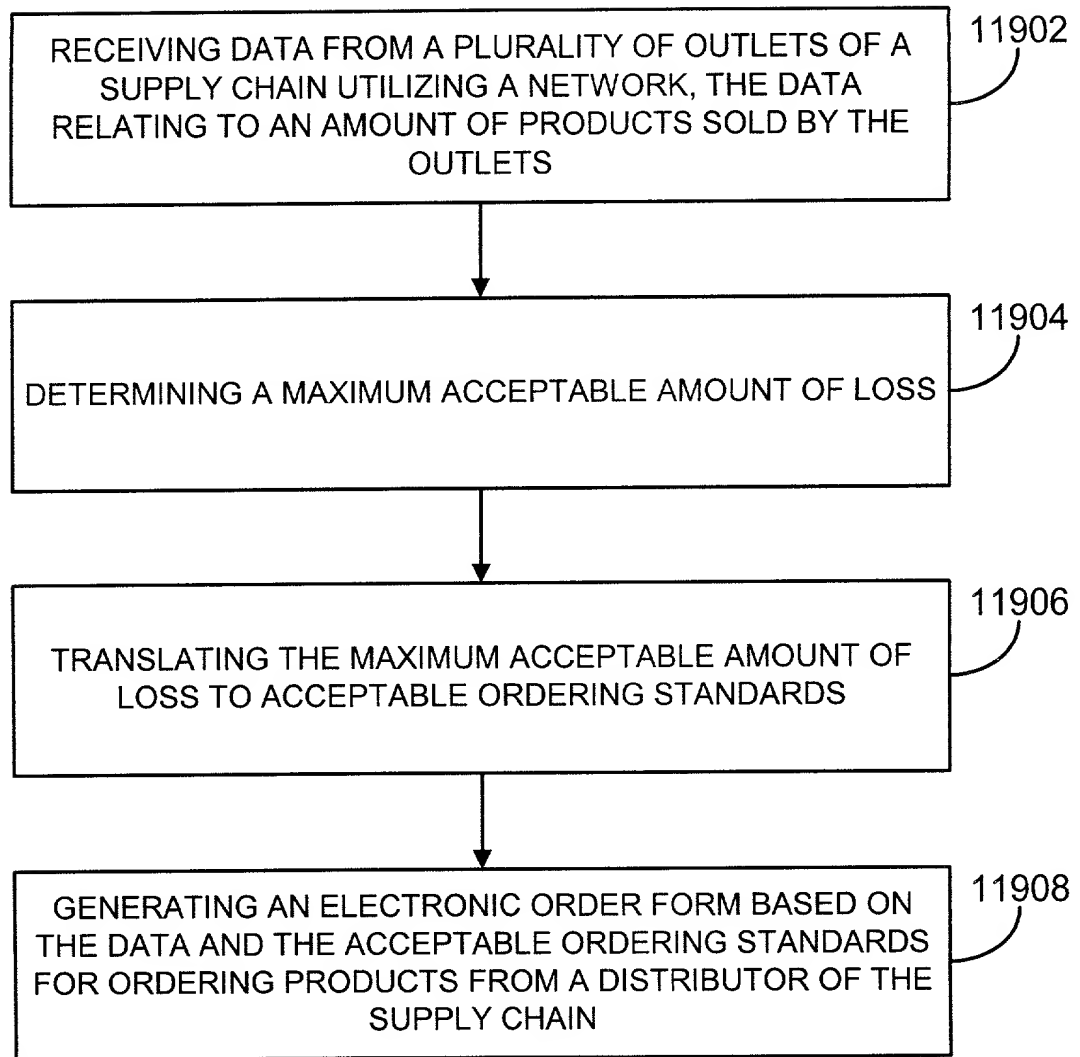 RECEIVING DATA FROM A PLURALITY OF OUTLETS OF A
SUPPLY CHAIN UTILIZING A NETWORK, THE DATA
RELATING TO AN AMOUNT OF PRODUCTS SOLD BY THE
OUTLETS
11902
DETERMINING A MAXIMUM ACCEPTABLE AMOUNT OF LOSS
11904
TRANSLATING THE MAXIMUM ACCEPTABLE AMOUNT OF
LOSS TO ACCEPTABLE ORDERING STANDARDS
11906
GENERATING AN ELECTRONIC ORDER FORM BASED ON
THE DATA AND THE ACCEPTABLE ORDERING STANDARDS
FOR ORDERING PRODUCTS FROM A DISTRIBUTOR OF THE
SUPPLY CHAIN
11908